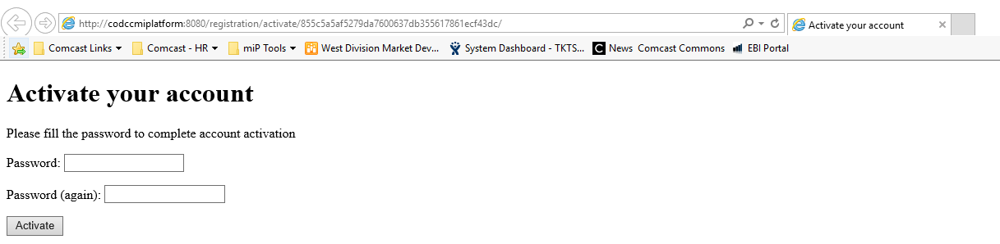 http://codccmiplatform:8080/registration/activate/855c5a5af5279da7600637db355617861ecf43dc/ Activate your account
Comcast Links Comcast - HR miP Tools West Division Market Dev... System Dashboard - TKTS... C News Comcast Commons EBI Portal
Activate your account
Please fill the password to complete account activation
Password:
Password (again):
Activate